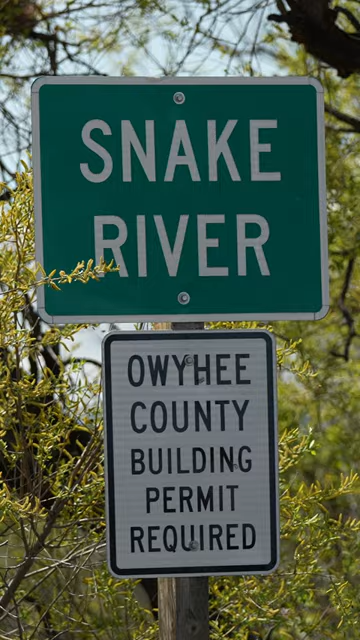 SNAKE
RIVER
OWYHEE
COUNTY
BUILDING
PERMIT
REQUIRED